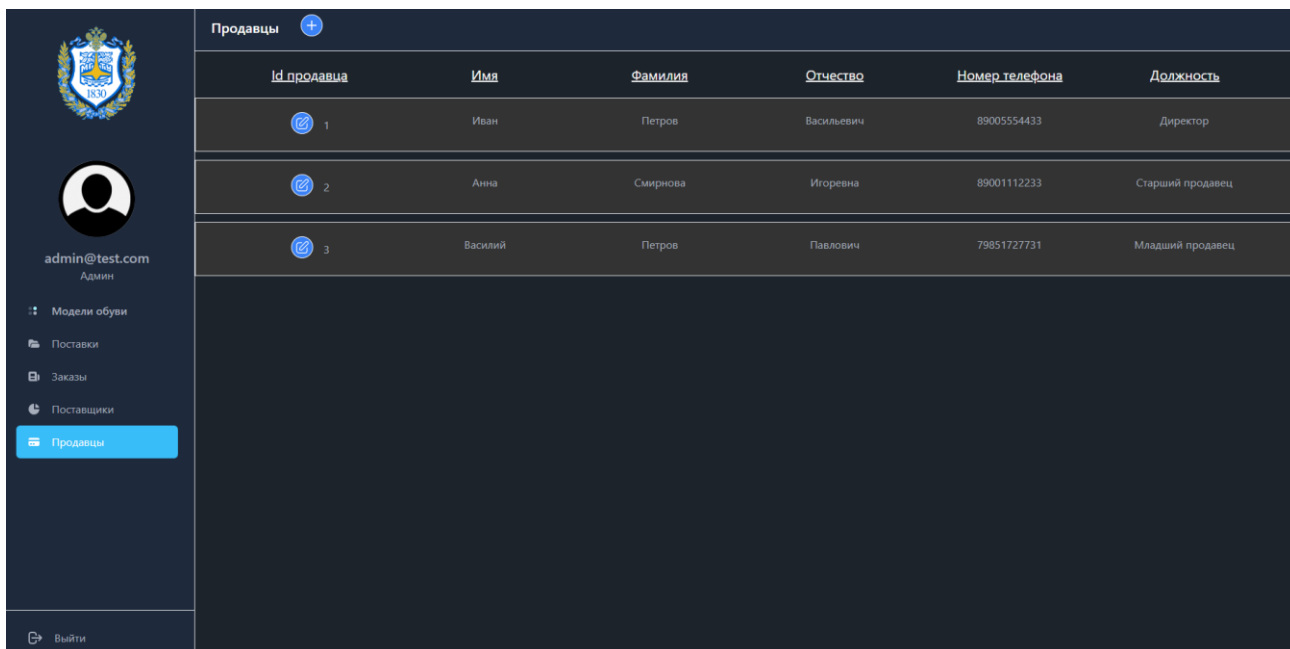 1830
admin@test.com
Админ
Модели обуви
Поставки
Заказы
Поставщики
Продавцы
Выйти
Продавцы
Id продавца Имя Фамилия Отчество Номер телефона Должность
1 Иван Петров Васильевич 89005554433 Директор
2 Анна Смирнова Игоревна 89001112233 Старший продавец
3 Василий Петров Павлович 79851727731 Младший продавец